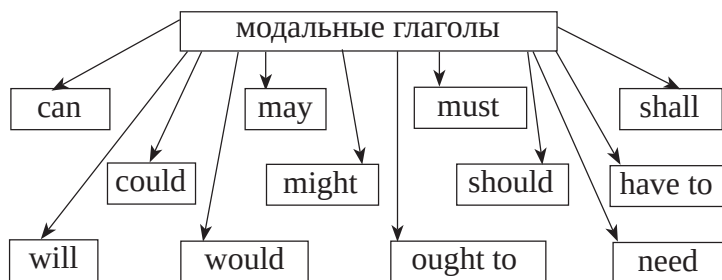 модальные глаголы
can may must shall
could might should have to
will would ought to need